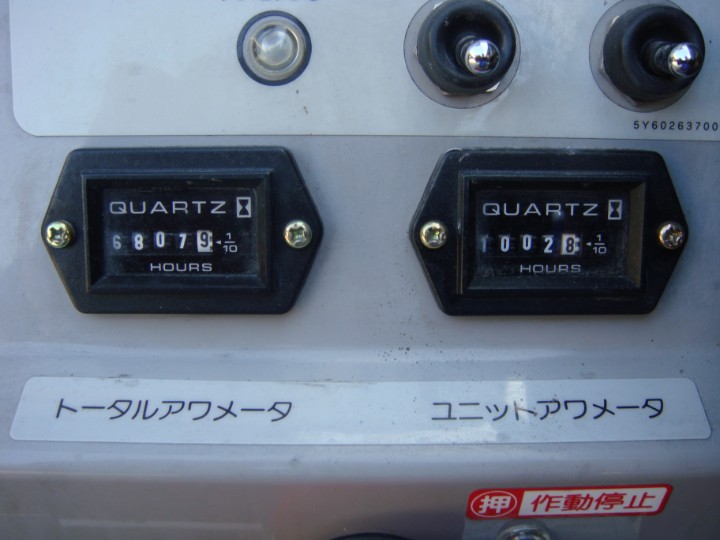 5Y60263700
QUARTZ
68079 1/10
HOURS
QUARTZ
10028 1/10
HOURS
トータルアワメータ
ユニットアワメータ
押 作動停止